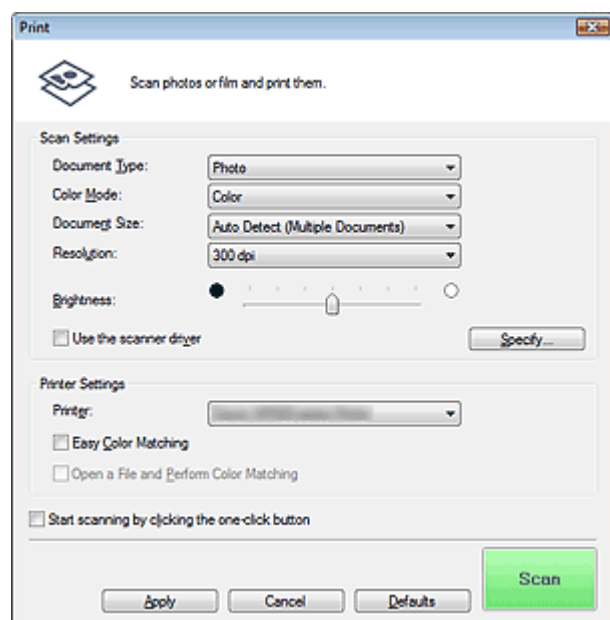 Print
Scan photos or film and print them.
Scan Settings
Document Type: Photo
Color Mode: Color
Document Size: Auto Detect (Multiple Documents)
Resolution: 300 dpi
Brightness:
Use the scanner driver
Specify...
Printer Settings
Printer:
Easy Color Matching
Open a File and Perform Color Matching
Start scanning by clicking the one-click button
Scan
Apply Cancel Defaults